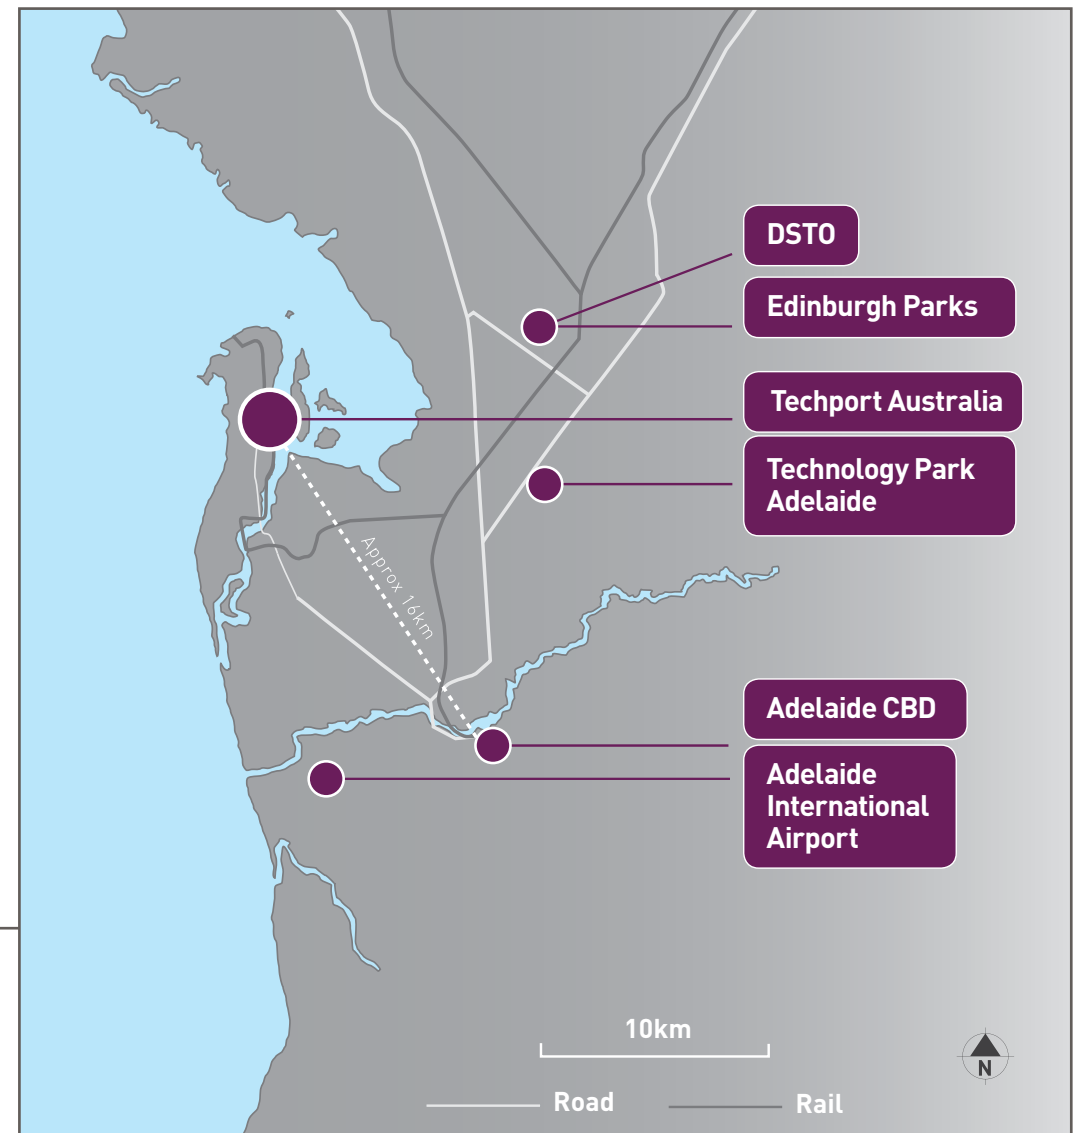 DSTO
Edinburgh Parks
Techport Australia
Technology Park
Adelaide
Approx 16km
Adelaide CBD
Adelaide
International
Airport
10km
N
Road
Rail